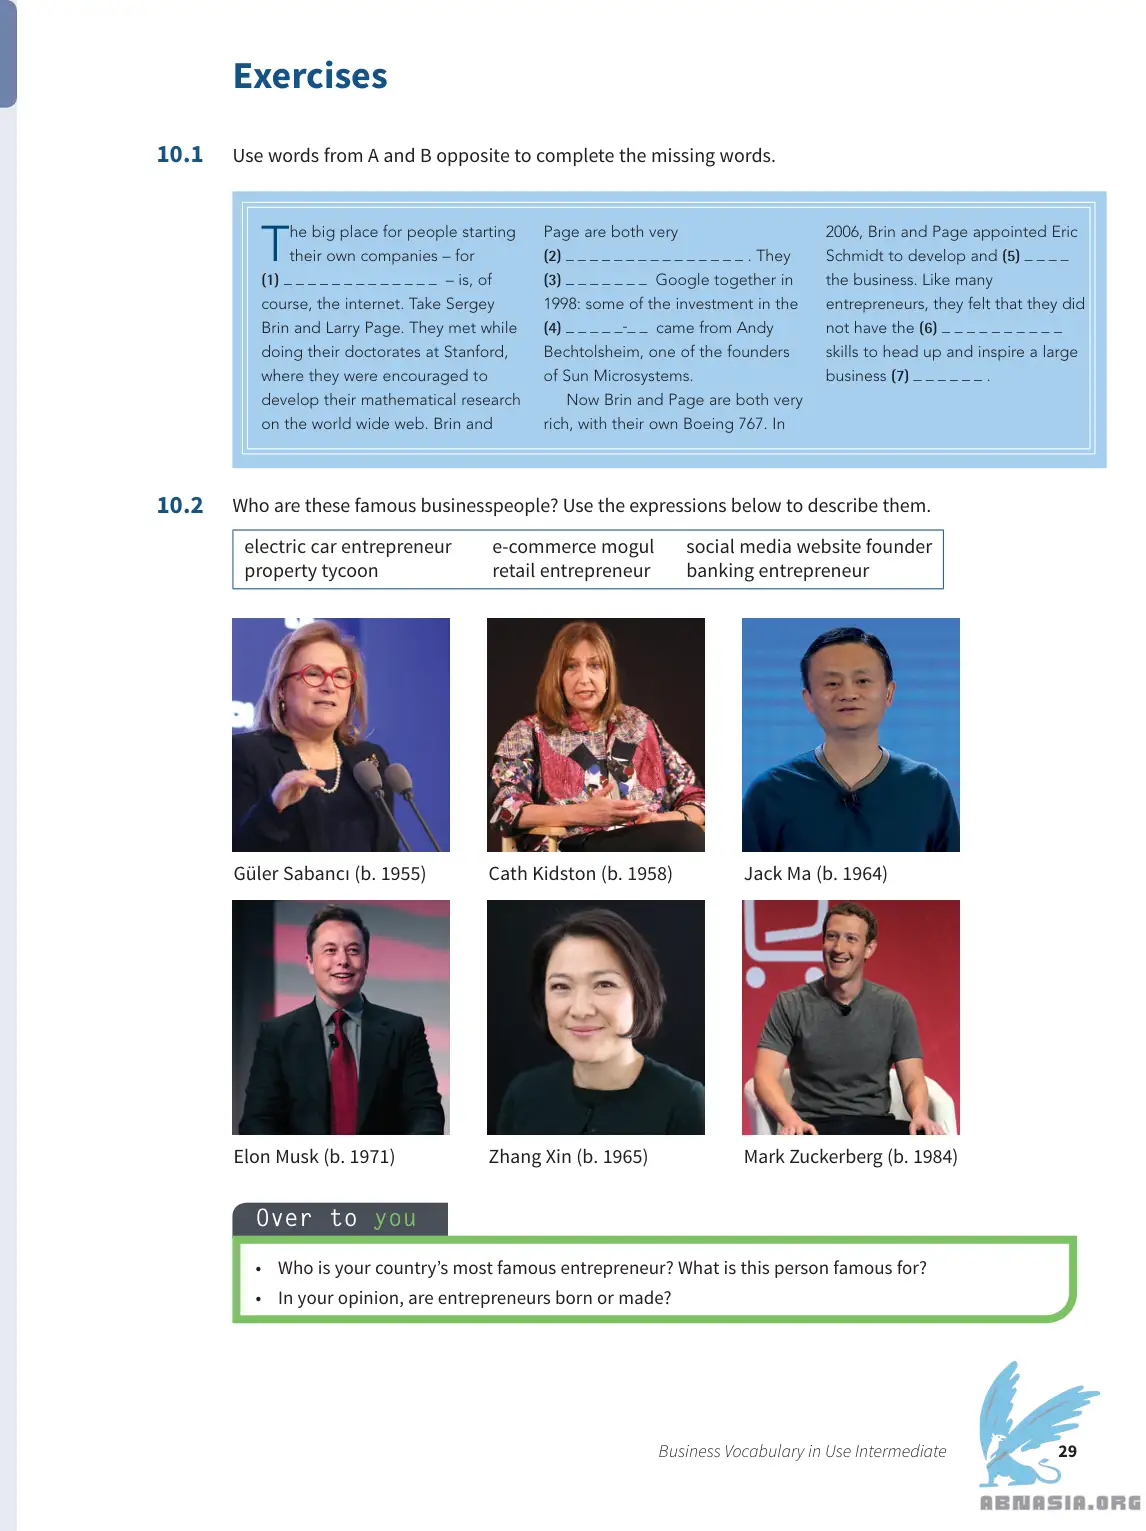 Exercises
10.1 Use words from A and B opposite to complete the missing words.
The big place for people starting
their own companies – for
(1) _ _ _ _ _ _ _ _ _ _ _ _ _ – is, of
course, the internet. Take Sergey
Brin and Larry Page. They met while
doing their doctorates at Stanford,
where they were encouraged to
develop their mathematical research
on the world wide web. Brin and
Page are both very
(2) _ _ _ _ _ _ _ _ _ _ _ _ _ _ _ . They
(3) _ _ _ _ _ _ _ Google together in
1998: some of the investment in the
(4) _ _ _ _ _-_ _ came from Andy
Bechtolsheim, one of the founders
of Sun Microsystems.
Now Brin and Page are both very
rich, with their own Boeing 767. In
2006, Brin and Page appointed Eric
Schmidt to develop and (5) _ _ _ _
the business. Like many
entrepreneurs, they felt that they did
not have the (6) _ _ _ _ _ _ _ _ _ _
skills to head up and inspire a large
business (7) _ _ _ _ _ _ .
10.2 Who are these famous businesspeople? Use the expressions below to describe them.
electric car entrepreneur e-commerce mogul social media website founder
property tycoon retail entrepreneur banking entrepreneur
Güler Sabancı (b. 1955) Cath Kidston (b. 1958) Jack Ma (b. 1964)
Elon Musk (b. 1971) Zhang Xin (b. 1965) Mark Zuckerberg (b. 1984)
Over to you
• Who is your country's most famous entrepreneur? What is this person famous for?
• In your opinion, are entrepreneurs born or made?
Business Vocabulary in Use Intermediate 29
ABNASIA.ORG